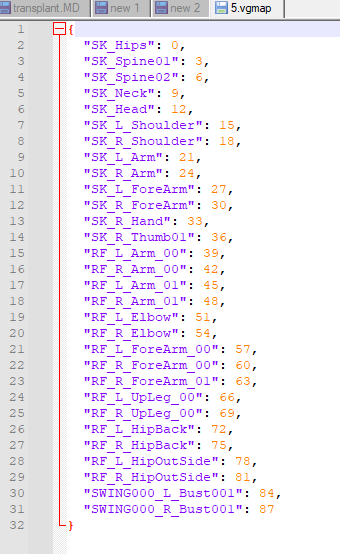 transplant.MD new 1 new 2 5.vgmap
1 {
2 "SK_Hips": 0,
3 "SK_Spine01": 3,
4 "SK_Spine02": 6,
5 "SK_Neck": 9,
6 "SK_Head": 12,
7 "SK_L_Shoulder": 15,
8 "SK_R_Shoulder": 18,
9 "SK_L_Arm": 21,
10 "SK_R_Arm": 24,
11 "SK_L_ForeArm": 27,
12 "SK_R_ForeArm": 30,
13 "SK_R_Hand": 33,
14 "SK_R_Thumb01": 36,
15 "RF_L_Arm_00": 39,
16 "RF_R_Arm_00": 42,
17 "RF_L_Arm_01": 45,
18 "RF_R_Arm_01": 48,
19 "RF_L_Elbow": 51,
20 "RF_R_Elbow": 54,
21 "RF_L_ForeArm_00": 57,
22 "RF_R_ForeArm_00": 60,
23 "RF_R_ForeArm_01": 63,
24 "RF_L_UpLeg_00": 66,
25 "RF_R_UpLeg_00": 69,
26 "RF_L_HipBack": 72,
27 "RF_R_HipBack": 75,
28 "RF_L_HipOutSide": 78,
29 "RF_R_HipOutSide": 81,
30 "SWING000_L_Bust001": 84,
31 "SWING000_R_Bust001": 87
32 }